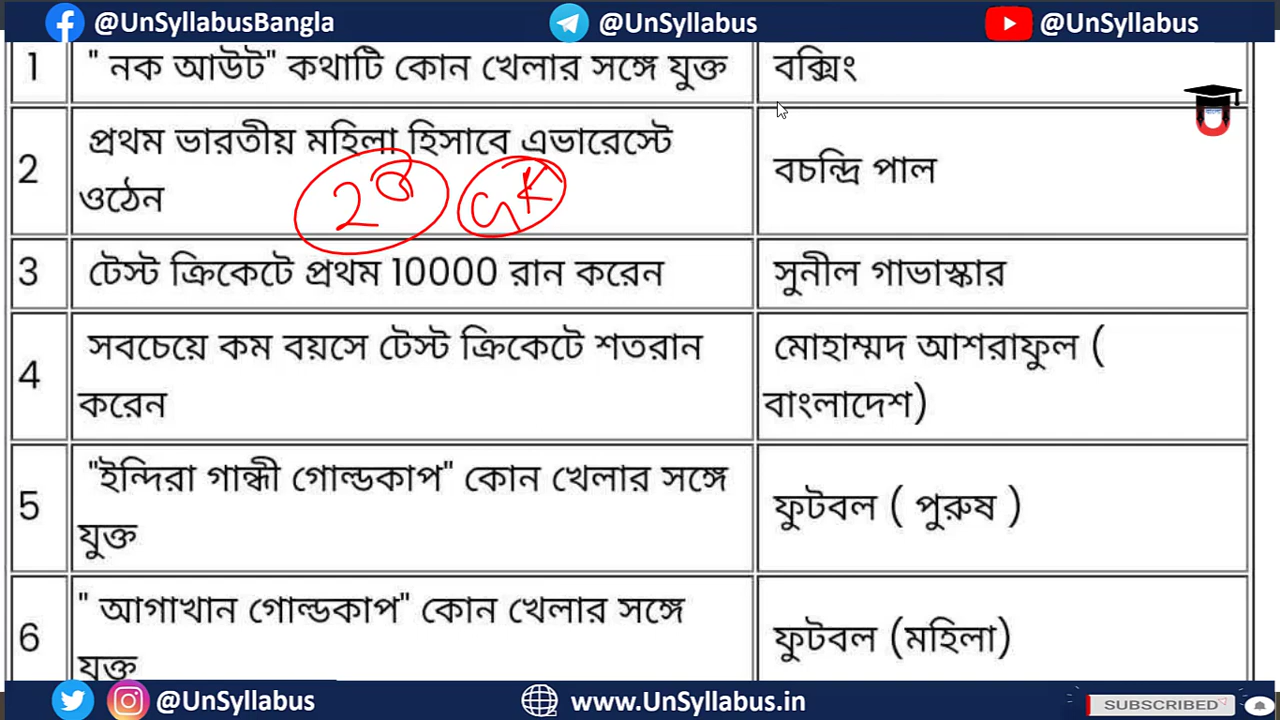 @UnSyllabusBangla @UnSyllabus @UnSyllabus
1 " নক আউট" কথাটি কোন খেলার সঙ্গে যুক্ত বক্সিং
2 প্রথম ভারতীয় মহিলা হিসাবে এভারেস্টে
ওঠেন বচন্দ্রি পাল
GK
3 টেস্ট ক্রিকেটে প্রথম 10000 রান করেন সুনীল গাভাস্কার
4 সবচেয়ে কম বয়সে টেস্ট ক্রিকেটে শতরান
করেন মোহাম্মদ আশরাফুল (
বাংলাদেশ)
5 "ইন্দিরা গান্ধী গোল্ডকাপ" কোন খেলার সঙ্গে
যুক্ত ফুটবল ( পুরুষ )
6 " আগাখান গোল্ডকাপ" কোন খেলার সঙ্গে
যুক্ত ফুটবল (মহিলা)
@UnSyllabus www.UnSyllabus.in SUBSCRIBED